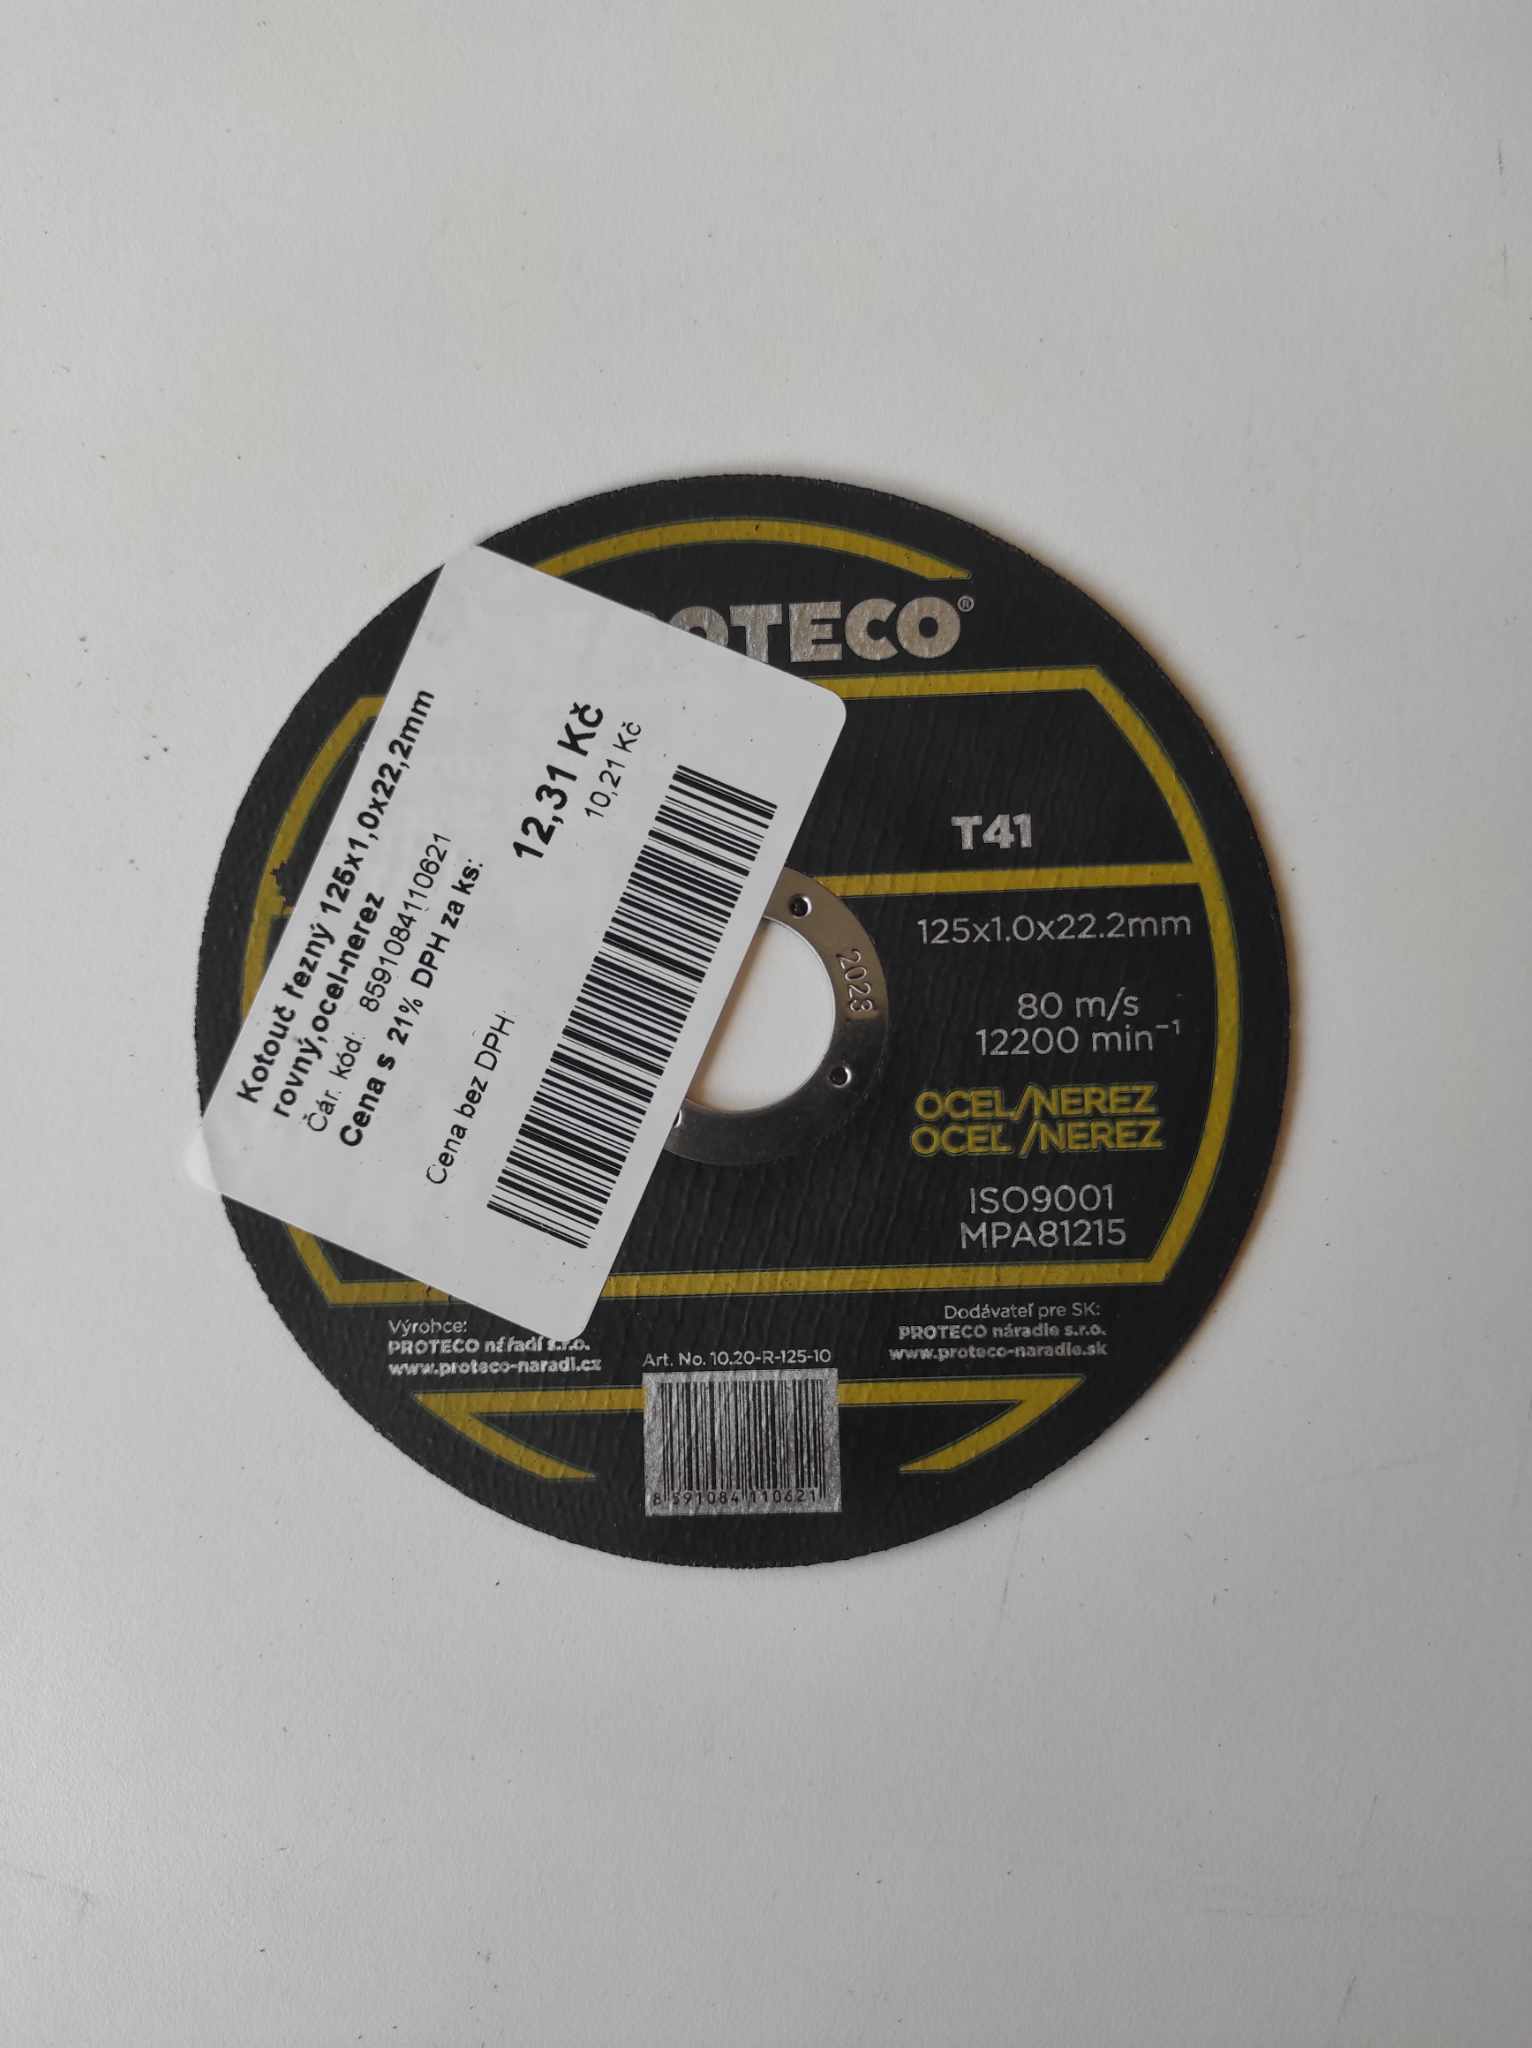 OTECO®
T41
125x1.0x22.2mm
80 m/s
12200 min⁻¹
OCEL/NEREZ
OCEĽ /NEREZ
ISO9001
MPA81215
2023
Výrobce:
PROTECO nářadí s.r.o.
www.proteco-naradi.cz
Art. No. 10.20-R-125-10
8 591084 110621
Dodávateľ pre SK:
PROTECO náradie s.r.o.
www.proteco-naradie.sk
Kotouč řezný 125x1,0x22,2mm
rovný,ocel-nerez
Čár. kód: 8591084110621
Cena s 21% DPH za ks:
12,31 Kč
Cena bez DPH: 10,21 Kč